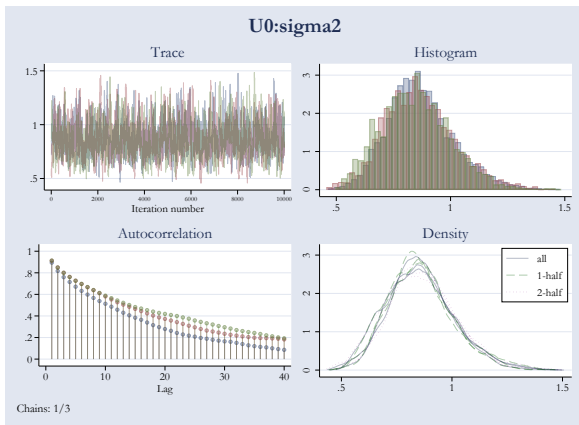 U0:sigma2
Trace
1.5
1
.5
0 2000 4000 6000 8000 10000
Iteration number
Histogram
3
2
1
0
.5 1 1.5
Autocorrelation
1
.8
.6
.4
.2
0
0 10 20 30 40
Lag
Density
3
2
1
0
.5 1 1.5
all
1-half
2-half
Chains: 1/3